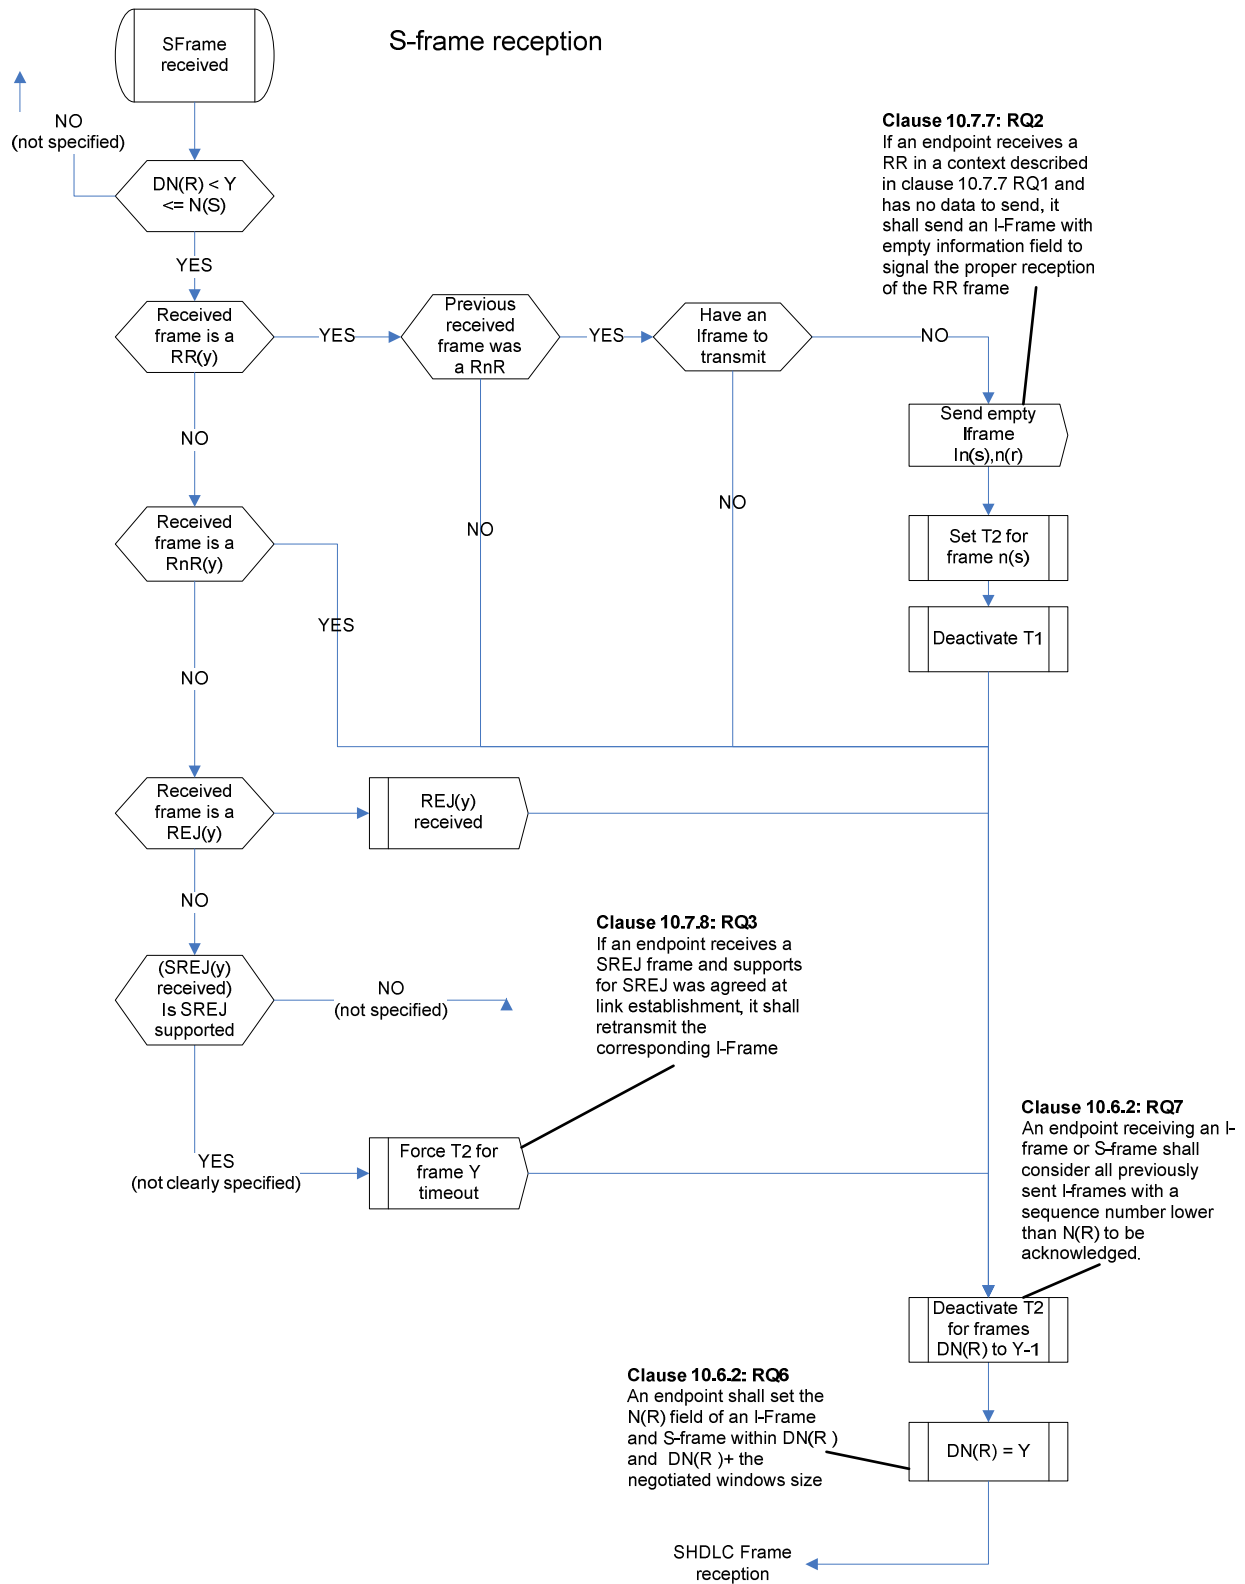 S-frame reception
SFrame
received
NO
(not specified)
DN(R) < Y
<= N(S)
YES
Clause 10.7.7: RQ2
If an endpoint receives a
RR in a context described
in clause 10.7.7 RQ1 and
has no data to send, it
shall send an I-Frame with
empty information field to
signal the proper reception
of the RR frame
Received
frame is a
RR(y)
YES
Previous
received
frame was
a RnR
YES
Have an
Iframe to
transmit
NO
Send empty
Iframe
In(s),n(r)
NO
NO
NO
Received
frame is a
RnR(y)
YES
Set T2 for
frame n(s)
Deactivate T1
NO
Received
frame is a
REJ(y)
REJ(y)
received
NO
(SREJ(y)
received)
Is SREJ
supported
NO
(not specified)
Clause 10.7.8: RQ3
If an endpoint receives a
SREJ frame and supports
for SREJ was agreed at
link establishment, it shall
retransmit the
corresponding I-Frame
YES
(not clearly specified)
Force T2 for
frame Y
timeout
Clause 10.6.2: RQ7
An endpoint receiving an I-
frame or S-frame shall
consider all previously
sent I-frames with a
sequence number lower
than N(R) to be
acknowledged.
Deactivate T2
for frames
DN(R) to Y-1
Clause 10.6.2: RQ6
An endpoint shall set the
N(R) field of an I-Frame
and S-frame within DN(R )
and DN(R )+ the
negotiated windows size
DN(R) = Y
SHDLC Frame
reception